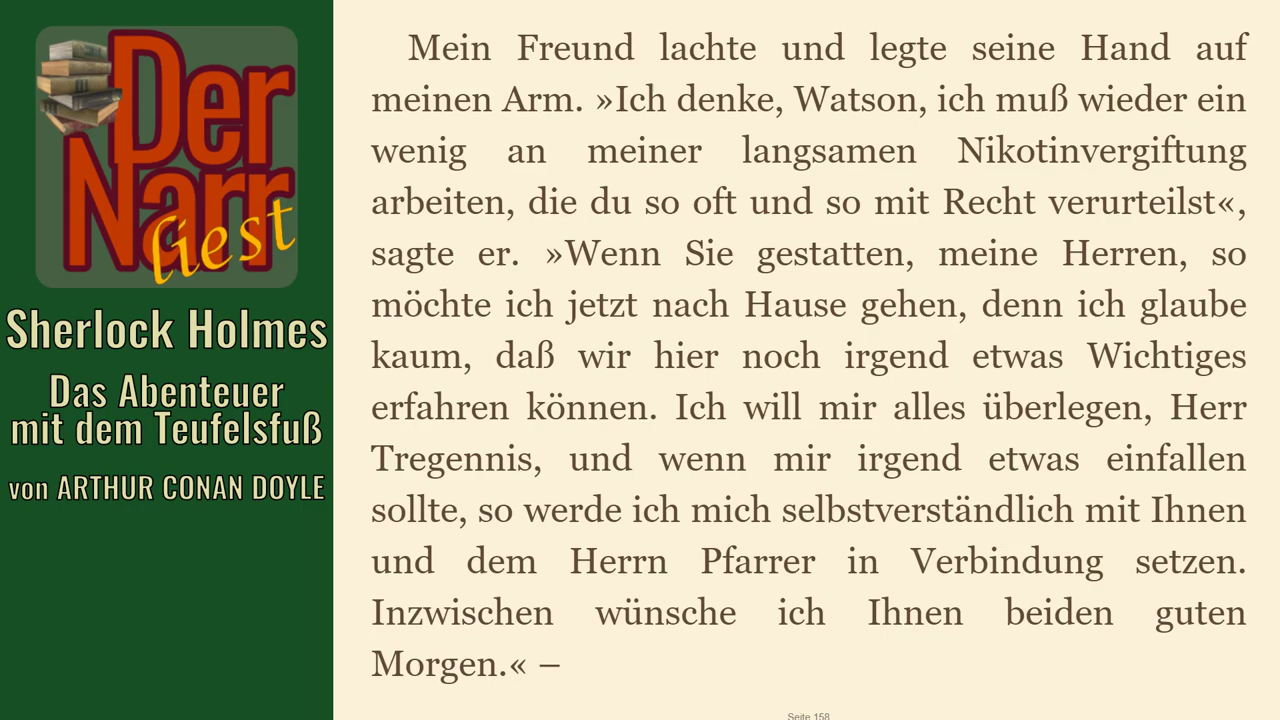 Der
Narr
liest
Sherlock Holmes
Das Abenteuer
mit dem Teufelsfuß
von ARTHUR CONAN DOYLE
Mein Freund lachte und legte seine Hand auf
meinen Arm. »Ich denke, Watson, ich muß wieder ein
wenig an meiner langsamen Nikotinvergiftung
arbeiten, die du so oft und so mit Recht verurteilst«,
sagte er. »Wenn Sie gestatten, meine Herren, so
möchte ich jetzt nach Hause gehen, denn ich glaube
kaum, daß wir hier noch irgend etwas Wichtiges
erfahren können. Ich will mir alles überlegen, Herr
Tregennis, und wenn mir irgend etwas einfallen
sollte, so werde ich mich selbstverständlich mit Ihnen
und dem Herrn Pfarrer in Verbindung setzen.
Inzwischen wünsche ich Ihnen beiden guten
Morgen.« –
Seite 158